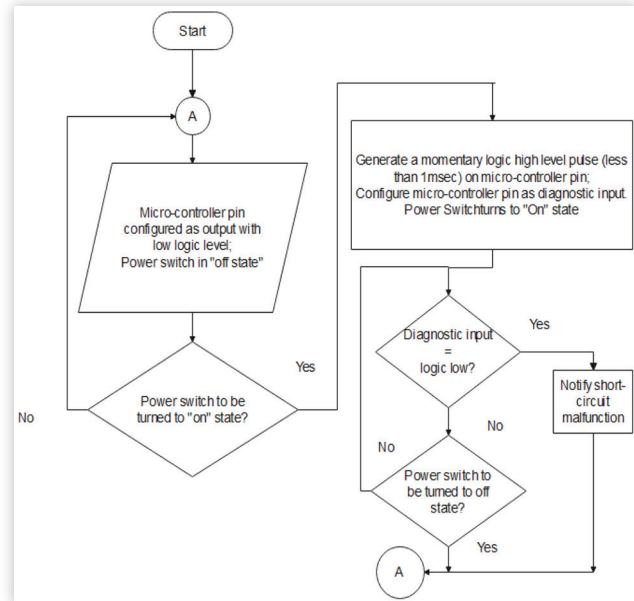 Start
A
Micro-controller pin
configured as output with
low logic level;
Power switch in "off state"
Power switch to be
turned to "on" state?
No
Yes
Generate a momentary logic high level pulse (less
than 1msec) on micro-controller pin;
Configure micro-controller pin as diagnostic input.
Power Switchturns to "On" state
Diagnostic input
=
logic low?
Yes
Notify short-
circuit
malfunction
No
No
Power switch to
be turned to off
state?
Yes
A